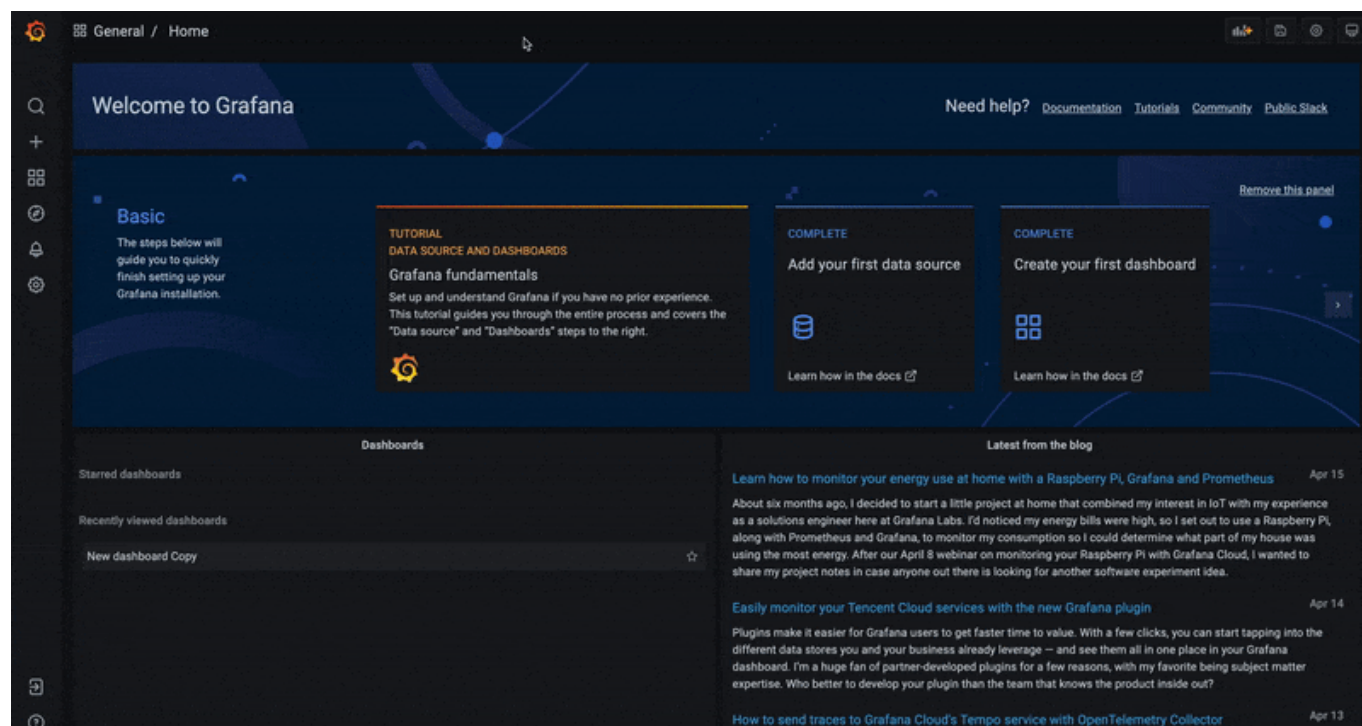 General / Home
Welcome to Grafana
Need help? Documentation Tutorials Community Public Slack
Remove this panel
Basic
The steps below will
guide you to quickly
finish setting up your
Grafana installation.
TUTORIAL
DATA SOURCE AND DASHBOARDS
Grafana fundamentals
Set up and understand Grafana if you have no prior experience.
This tutorial guides you through the entire process and covers the
"Data source" and "Dashboards" steps to the right.
COMPLETE
Add your first data source
Learn how in the docs
COMPLETE
Create your first dashboard
Learn how in the docs
Dashboards
Starred dashboards
Recently viewed dashboards
New dashboard Copy
Latest from the blog
Learn how to monitor your energy use at home with a Raspberry Pi, Grafana and Prometheus Apr 15
About six months ago, I decided to start a little project at home that combined my interest in IoT with my experience
as a solutions engineer here at Grafana Labs. I'd noticed my energy bills were high, so I set out to use a Raspberry Pi,
along with Prometheus and Grafana, to monitor my consumption so I could determine what part of my house was
using the most energy. After our April 8 webinar on monitoring your Raspberry Pi with Grafana Cloud, I wanted to
share my project notes in case anyone out there is looking for another software experiment idea.
Easily monitor your Tencent Cloud services with the new Grafana plugin Apr 14
Plugins make it easier for Grafana users to get faster time to value. With a few clicks, you can start tapping into the
different data stores you and your business already leverage — and see them all in one place in your Grafana
dashboard. I'm a huge fan of partner-developed plugins for a few reasons, with my favorite being subject matter
expertise. Who better to develop your plugin than the team that knows the product inside out?
How to send traces to Grafana Cloud's Tempo service with OpenTelemetry Collector Apr 13